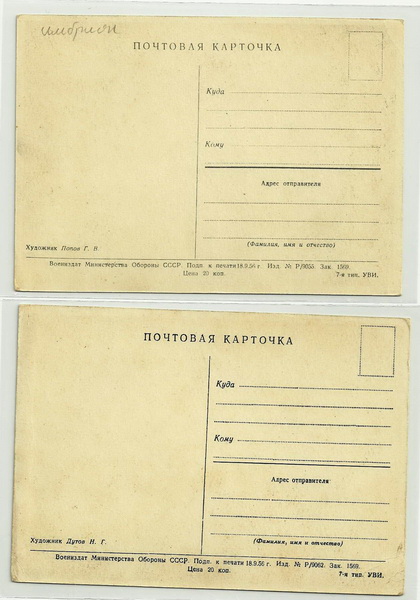 имбрион
ПОЧТОВАЯ КАРТОЧКА
Куда
Кому
Адрес отправителя
Художник Попов Г. В.
(Фамилия, имя и отчество)
Воениздат Министерства Обороны СССР. Подп. к печати 18.9.56 г. Изд. № Р/9055. Зак. 1569.
Цена 20 коп. 7-я тип. УВИ.
ПОЧТОВАЯ КАРТОЧКА
Куда
Кому
Адрес отправителя
Художник Дутов Н. Г.
(Фамилия, имя и отчество)
Воениздат Министерства Обороны СССР. Подп. к печати 18.9.56 г. Изд. № Р/9062. Зак. 1569.
Цена 20 коп. 7-я тип. УВИ.